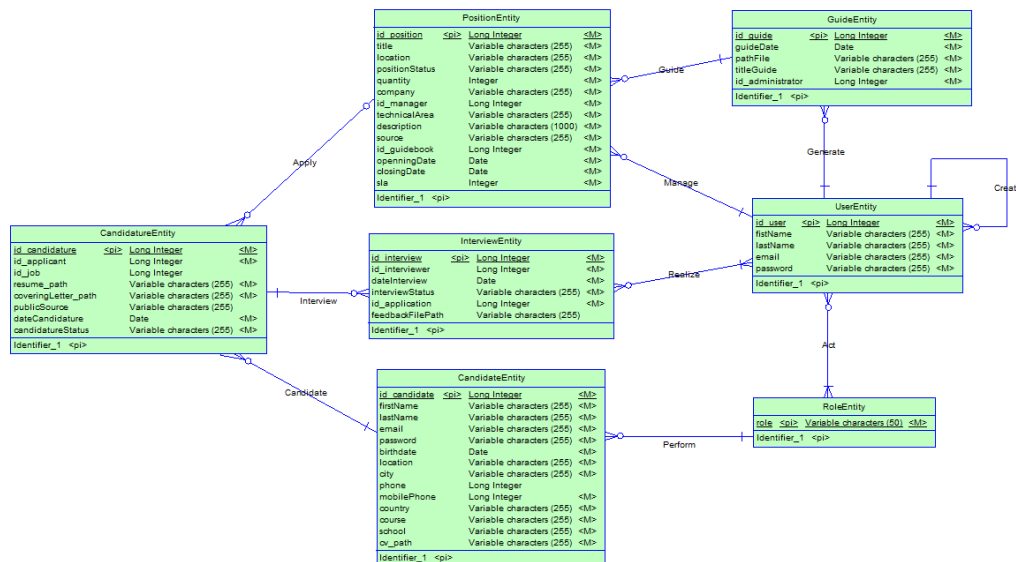 PositionEntity
id_position <pi> Long Integer <M>
title Variable characters (255) <M>
location Variable characters (255) <M>
positionStatus Variable characters (255) <M>
quantity Integer <M>
company Variable characters (255) <M>
id_manager Long Integer <M>
technicalArea Variable characters (255) <M>
description Variable characters (1000) <M>
source Variable characters (255) <M>
id_guidebook Long Integer <M>
openningDate Date <M>
closingDate Date <M>
sla Integer <M>
Identifier_1 <pi>
GuideEntity
id_guide <pi> Long Integer <M>
guideDate Date <M>
pathFile Variable characters (255) <M>
titleGuide Variable characters (255) <M>
id_administrator Long Integer <M>
Identifier_1 <pi>
Guide
Apply
Generate
Manage
Creat
UserEntity
id_user <pi> Long Integer <M>
fistName Variable characters (255) <M>
lastName Variable characters (255) <M>
email Variable characters (255) <M>
password Variable characters (255) <M>
Identifier_1 <pi>
CandidatureEntity
id_candidature <pi> Long Integer <M>
id_applicant Long Integer <M>
id_job Long Integer
resume_path Variable characters (255) <M>
coveringLetter_path Variable characters (255) <M>
publicSource Variable characters (255)
dateCandidature Date <M>
candidatureStatus Variable characters (255) <M>
Identifier_1 <pi>
InterviewEntity
id_interview <pi> Long Integer <M>
id_interviewer Long Integer <M>
dateInterview Date <M>
interviewStatus Variable characters (255) <M>
id_application Long Integer <M>
feedbackFilePath Variable characters (255)
Identifier_1 <pi>
Realize
Interview
Act
Candidate
CandidateEntity
id_candidate <pi> Long Integer <M>
firstName Variable characters (255) <M>
lastName Variable characters (255) <M>
email Variable characters (255) <M>
password Variable characters (255) <M>
birthdate Date <M>
location Variable characters (255) <M>
city Variable characters (255) <M>
phone Long Integer
mobilePhone Long Integer <M>
country Variable characters (255) <M>
course Variable characters (255) <M>
school Variable characters (255) <M>
cv_path Variable characters (255) <M>
Identifier_1 <pi>
Perform
RoleEntity
role <pi> Variable characters (50) <M>
Identifier_1 <pi>